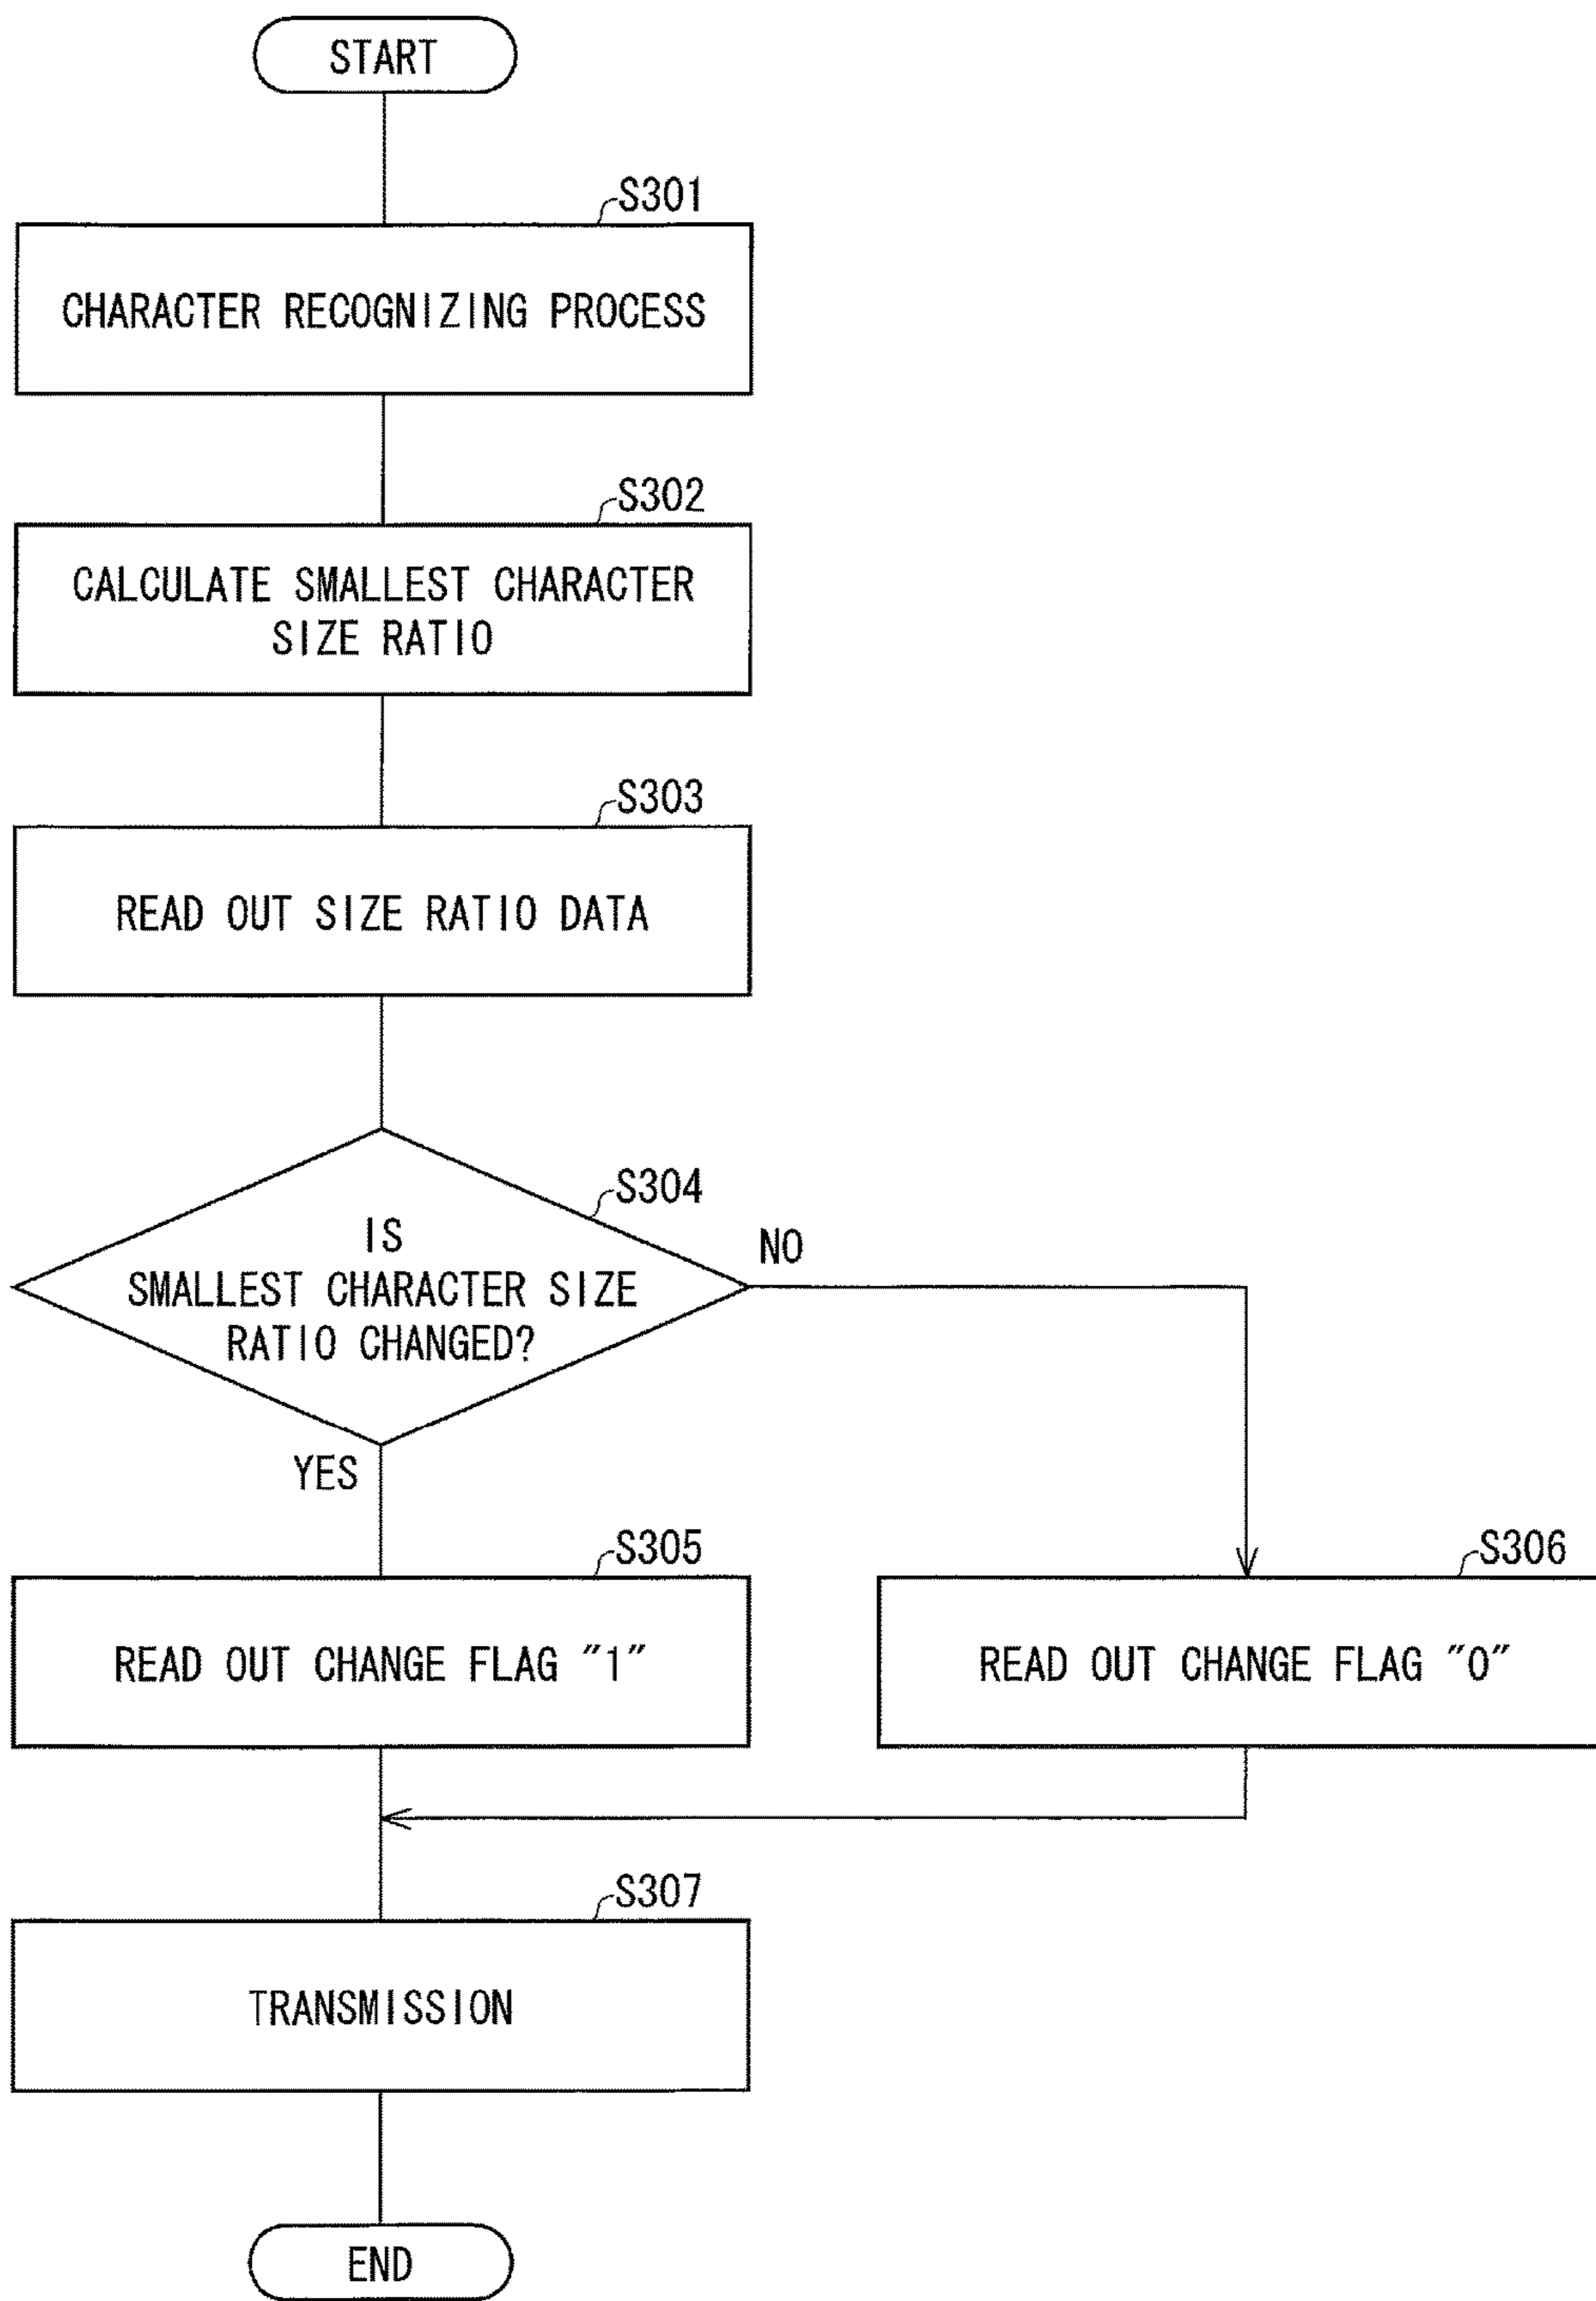 START
S301
CHARACTER RECOGNIZING PROCESS
S302
CALCULATE SMALLEST CHARACTER
SIZE RATIO
S303
READ OUT SIZE RATIO DATA
S304
IS
SMALLEST CHARACTER SIZE
RATIO CHANGED?
NO
YES
S305
READ OUT CHANGE FLAG "1"
S306
READ OUT CHANGE FLAG "0"
S307
TRANSMISSION
END